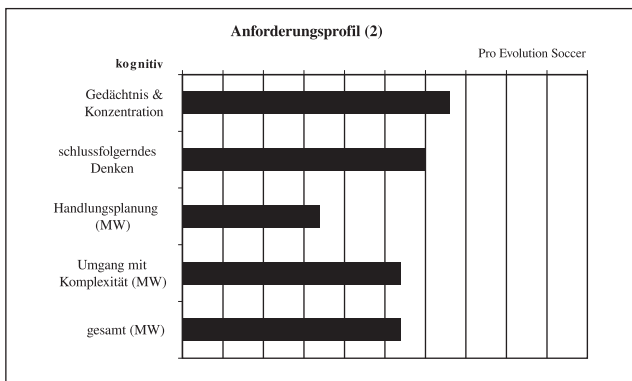 Anforderungsprofil (2)
Pro Evolution Soccer
kognitiv
Gedächtnis &
Konzentration
schlussfolgerndes
Denken
Handlungsplanung
(MW)
Umgang mit
Komplexität (MW)
gesamt (MW)